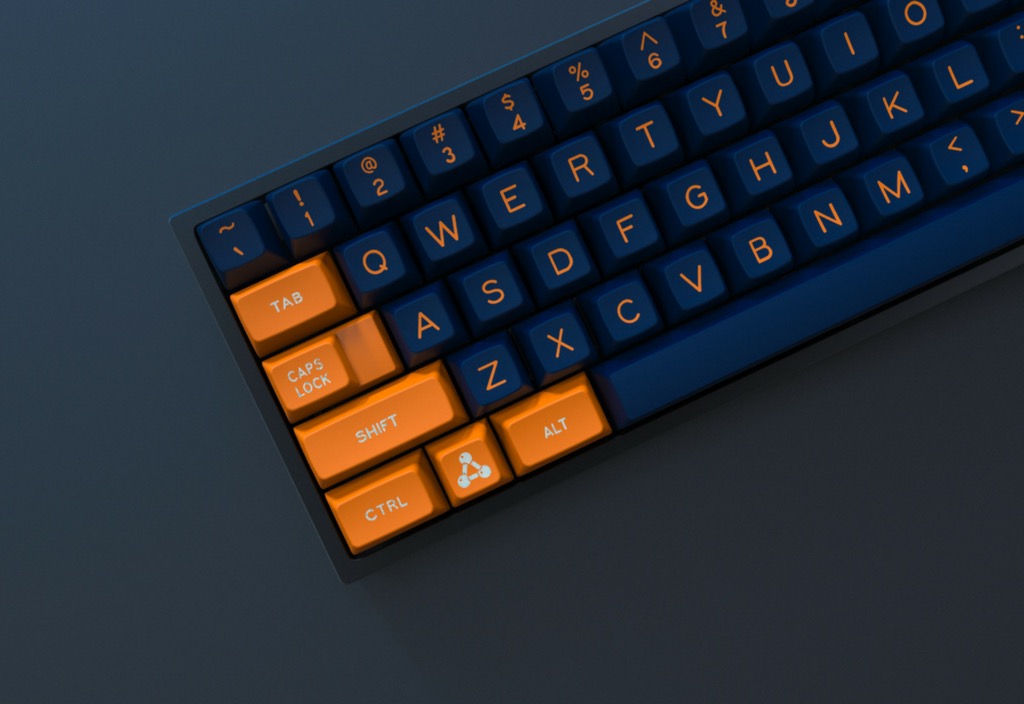 ~ ! @ # $ % ^ &
` 1 2 3 4 5 6 7
TAB Q W E R T Y U I O
CAPS
LOCK
A S D F G H J K L
SHIFT Z X C V B N M < >
,
CTRL ALT